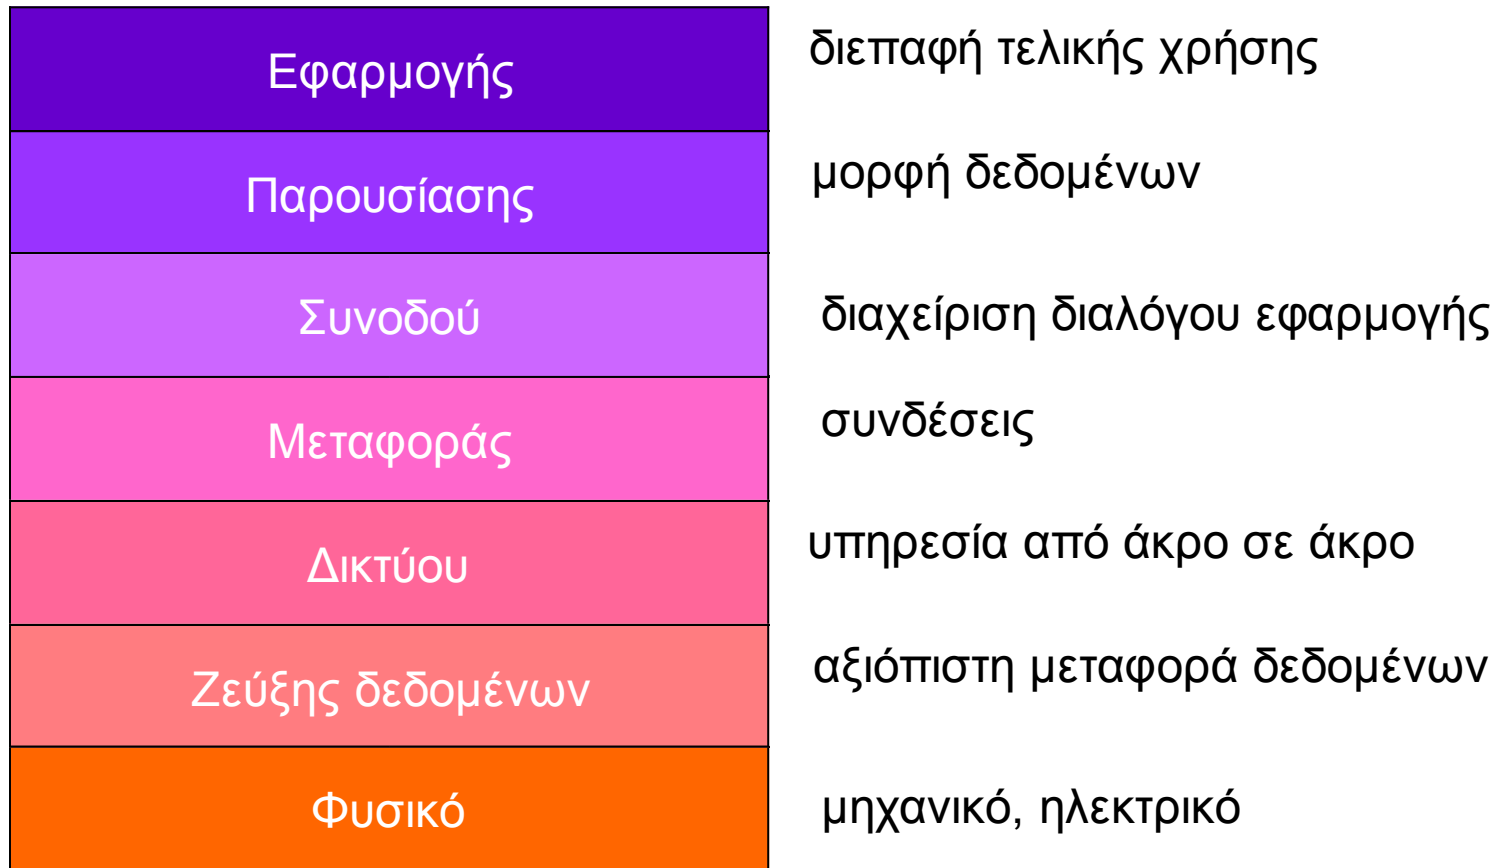 Εφαρμογής
διεπαφή τελικής χρήσης
Παρουσίασης
μορφή δεδομένων
Συνοδού
διαχείριση διαλόγου εφαρμογής
Μεταφοράς
συνδέσεις
Δικτύου
υπηρεσία από άκρο σε άκρο
Ζεύξης δεδομένων
αξιόπιστη μεταφορά δεδομένων
Φυσικό
μηχανικό, ηλεκτρικό